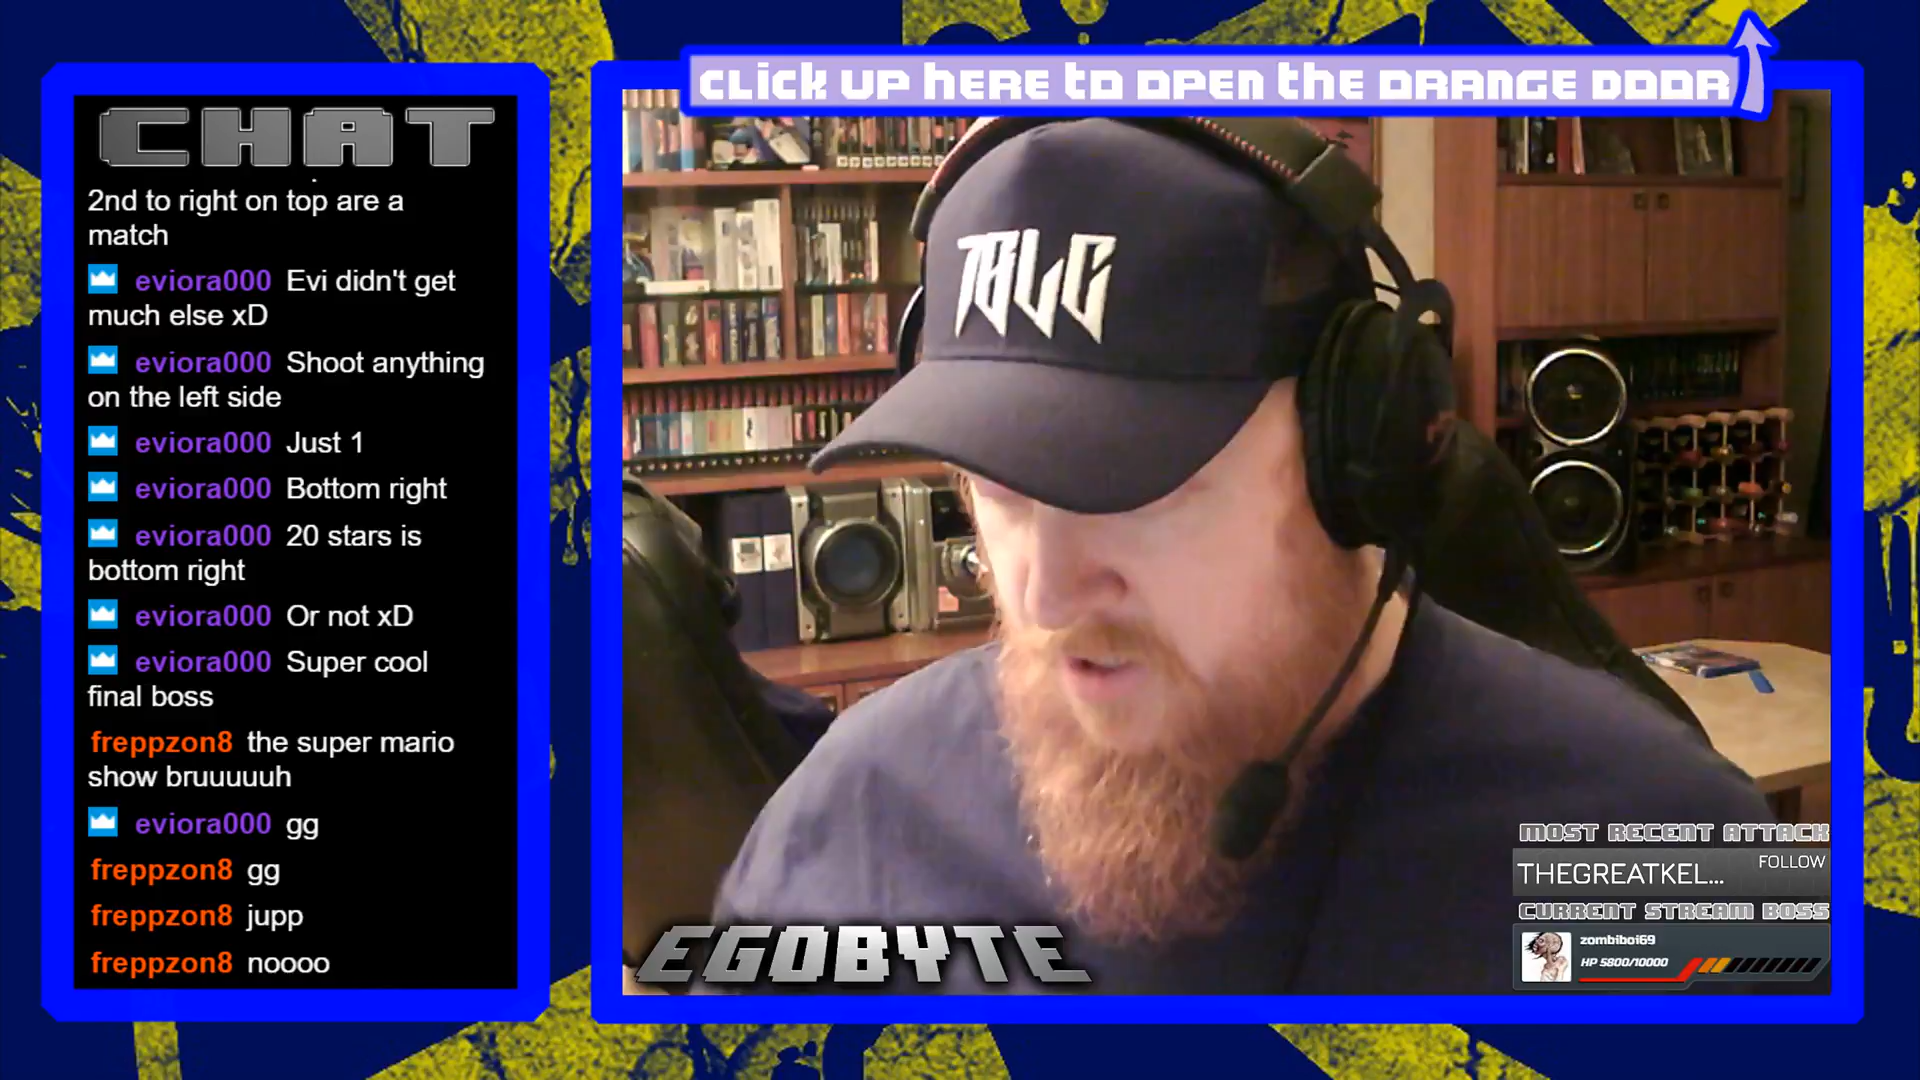 CLICK UP HERE TO OPEN THE ORANGE DOOR
CHAT
2nd to right on top are a
match
eviora000 Evi didn't get
much else xD
eviora000 Shoot anything
on the left side
eviora000 Just 1
eviora000 Bottom right
eviora000 20 stars is
bottom right
eviora000 Or not xD
eviora000 Super cool
final boss
freppzon8 the super mario
show bruuuuuh
eviora000 gg
freppzon8 gg
freppzon8 jupp
freppzon8 noooo
TBLC
EGOBYTE
MOST RECENT ATTACK
THEGREATKEL... FOLLOW
CURRENT STREAM BOSS
zombiboi69
HP 5800/10000